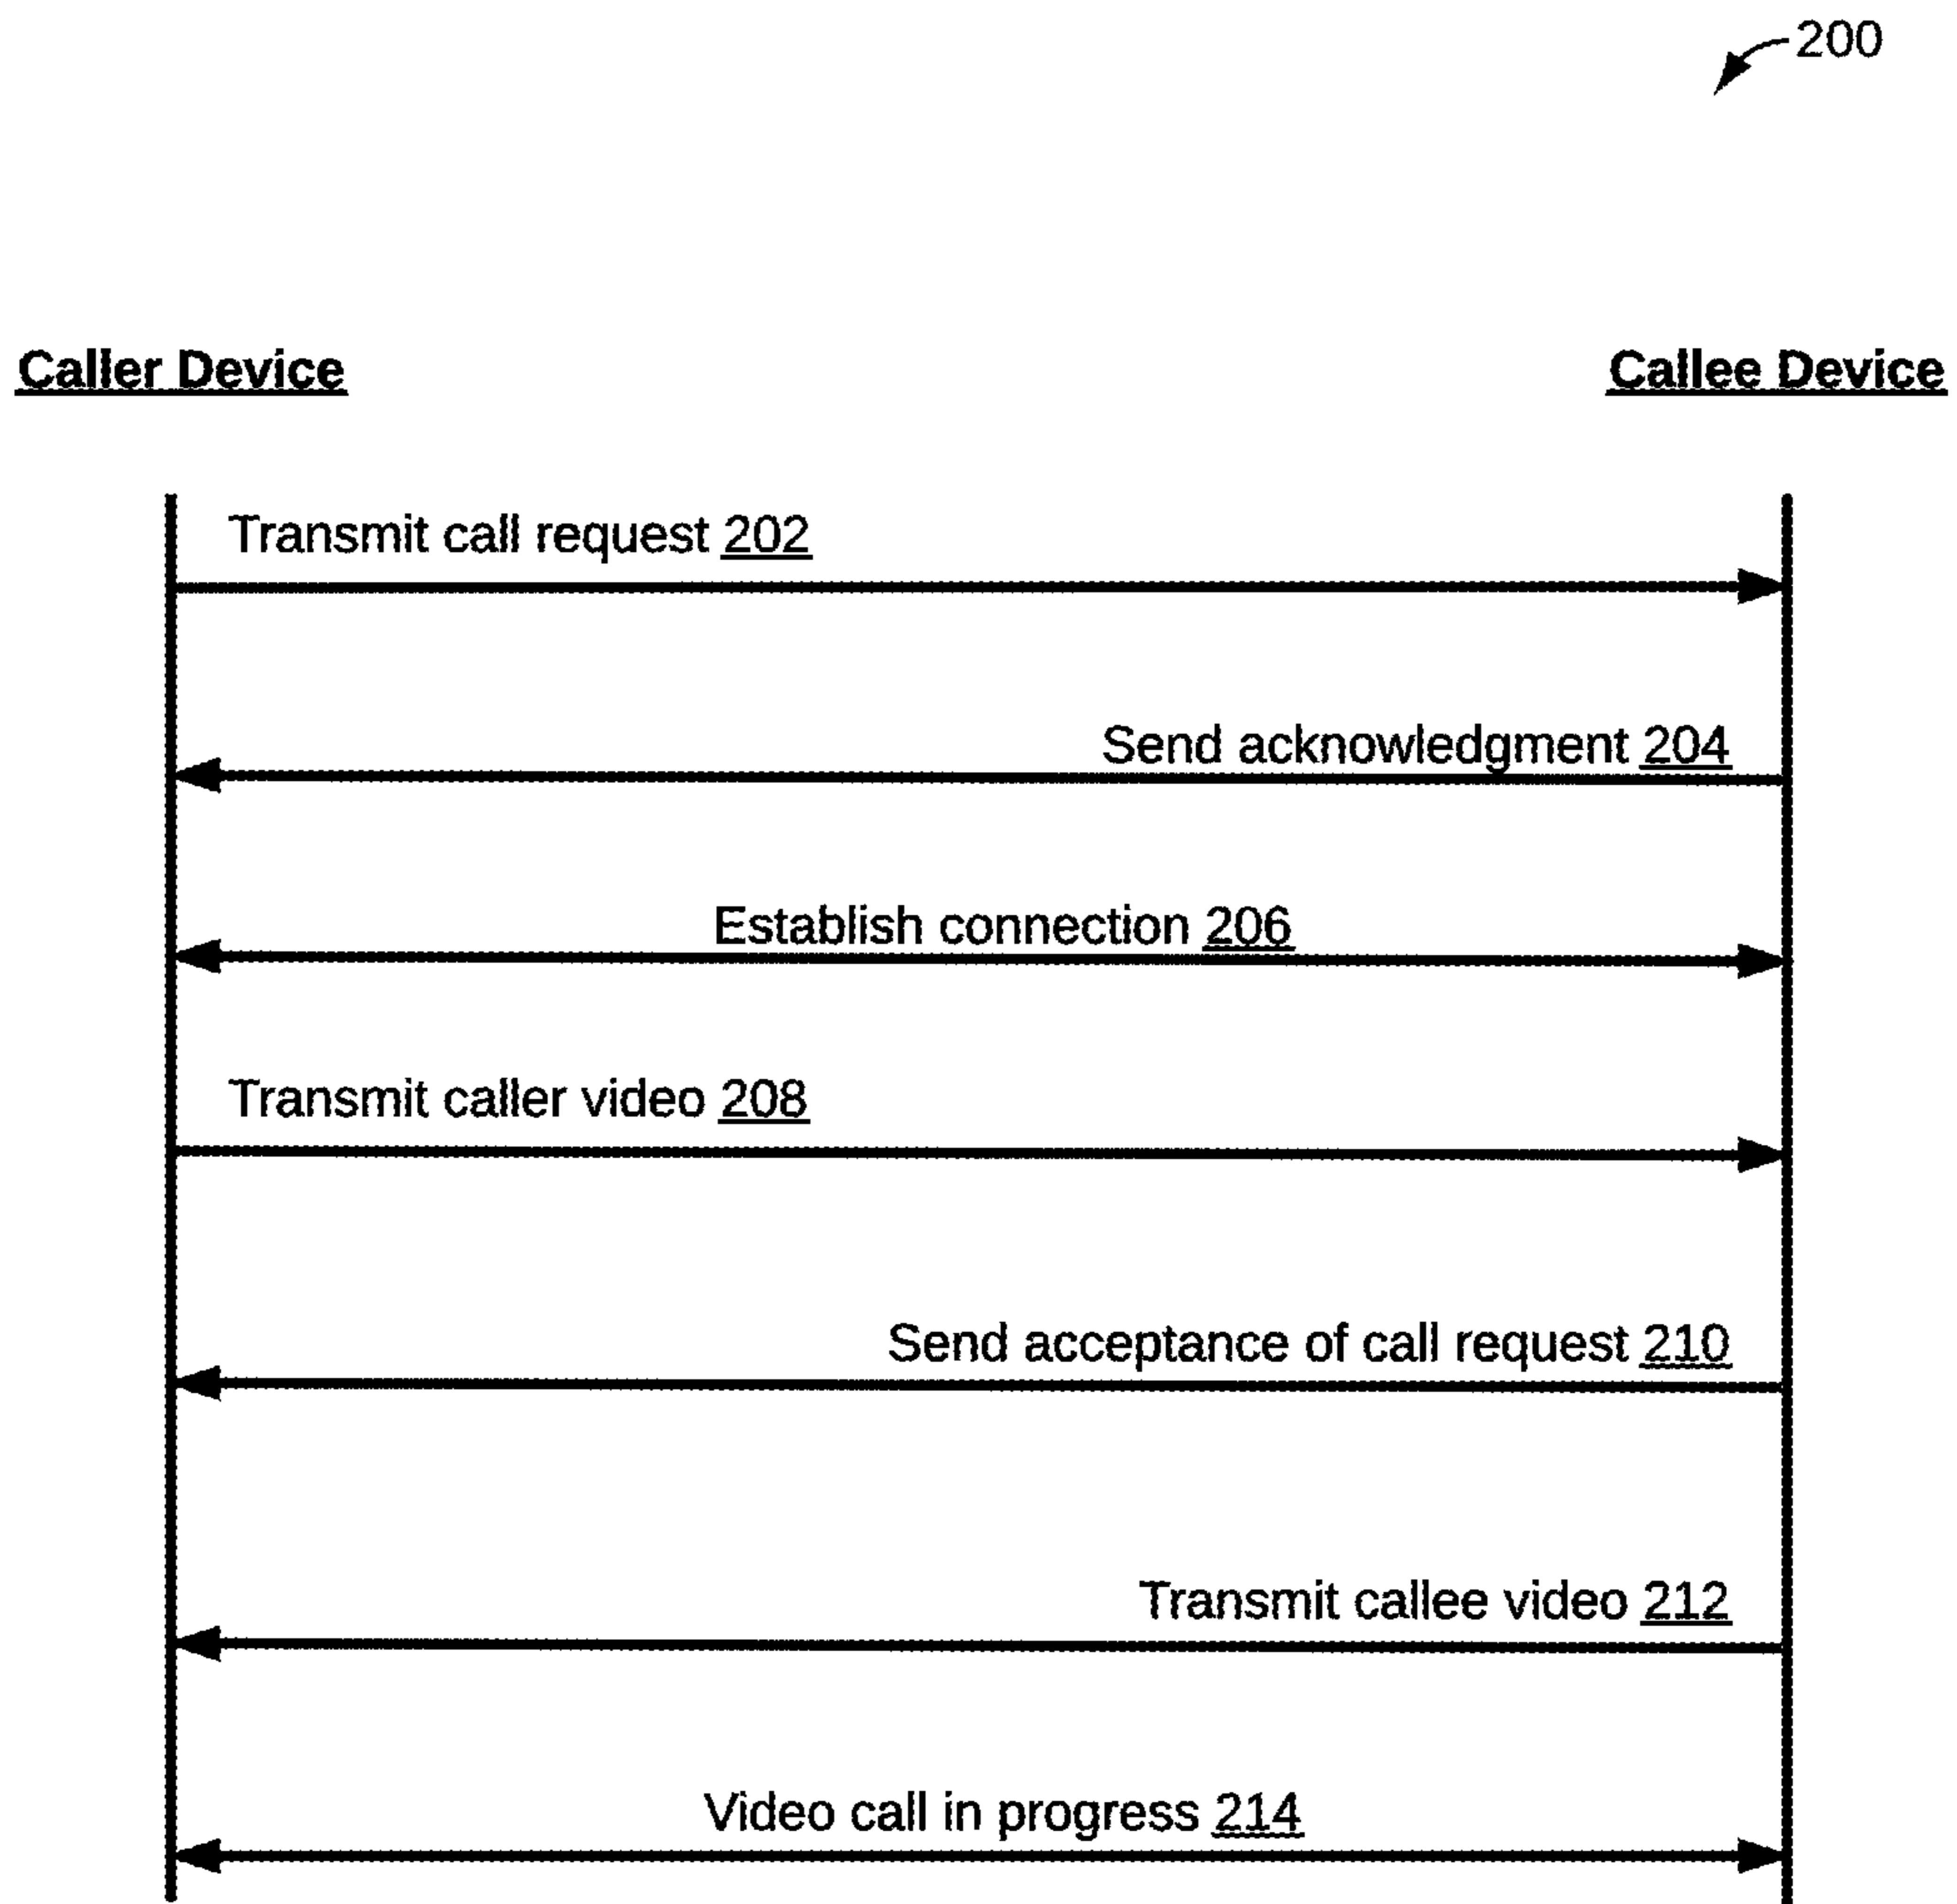 200
Caller Device
Callee Device
Transmit call request 202
Send acknowledgment 204
Establish connection 206
Transmit caller video 208
Send acceptance of call request 210
Transmit callee video 212
Video call in progress 214